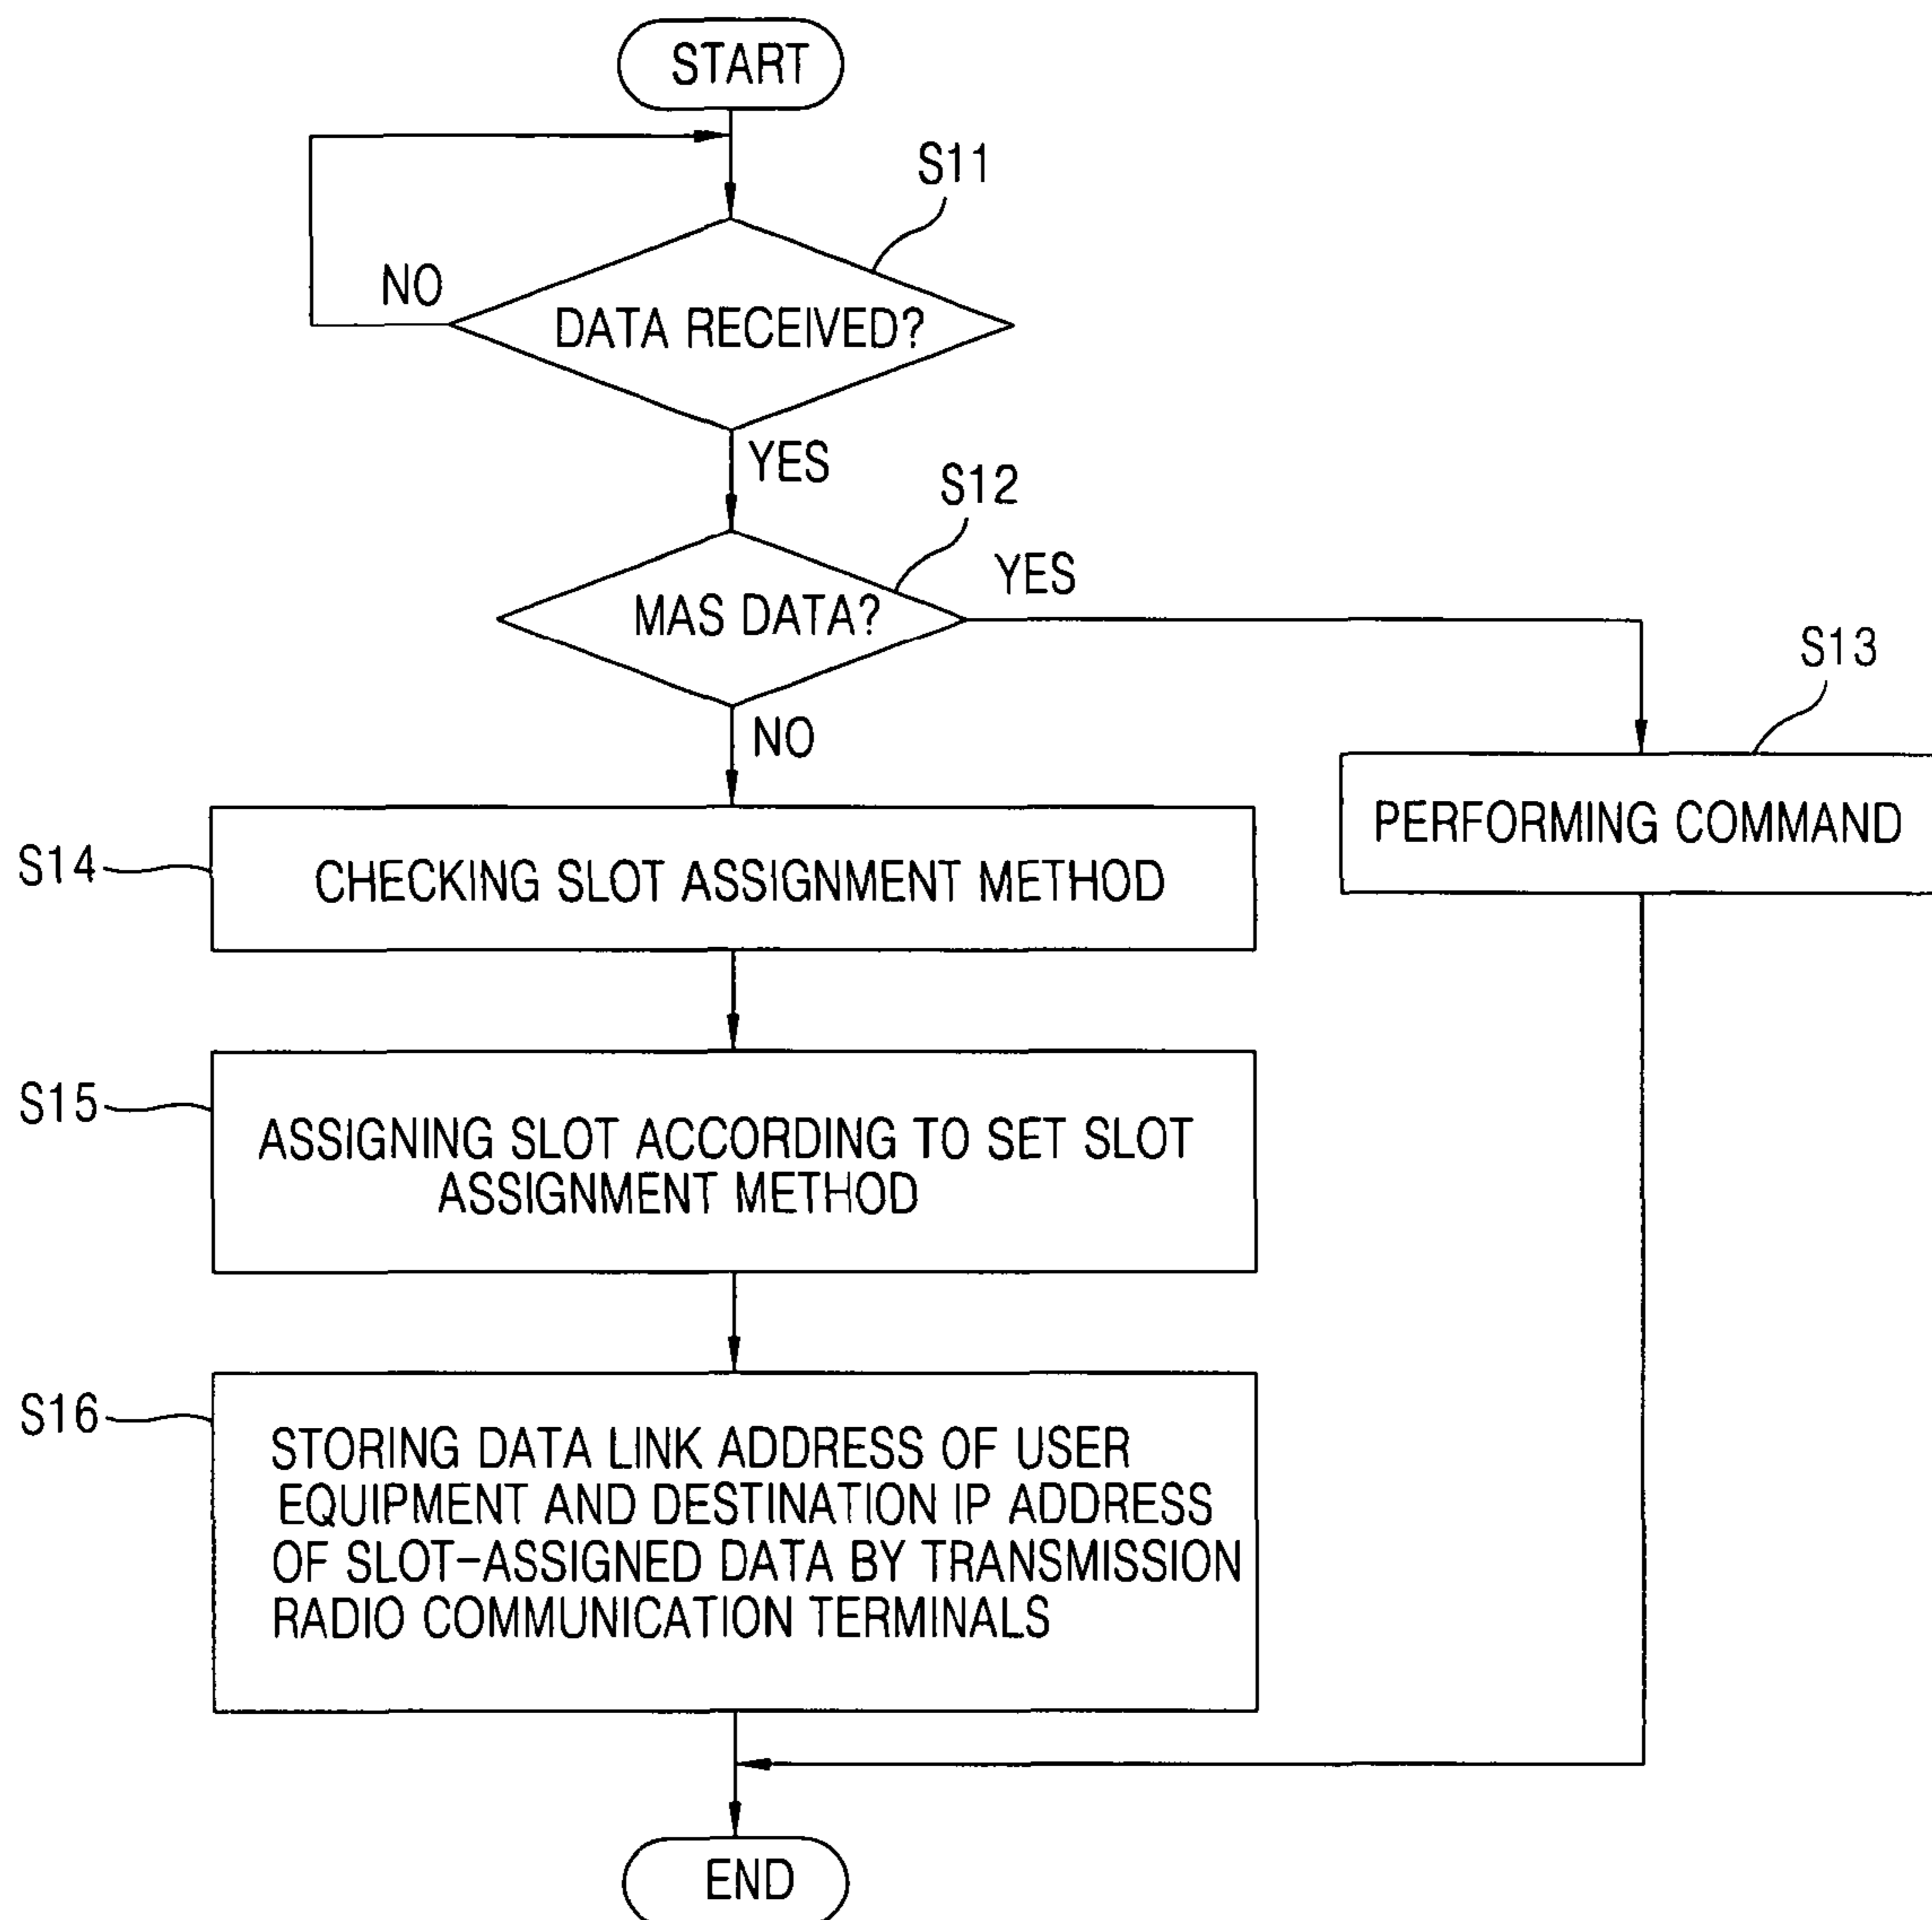 START
S11
NO
DATA RECEIVED?
YES
S12
YES
MAS DATA?
S13
NO
PERFORMING COMMAND
S14
CHECKING SLOT ASSIGNMENT METHOD
S15
ASSIGNING SLOT ACCORDING TO SET SLOT
ASSIGNMENT METHOD
S16
STORING DATA LINK ADDRESS OF USER
EQUIPMENT AND DESTINATION IP ADDRESS
OF SLOT-ASSIGNED DATA BY TRANSMISSION
RADIO COMMUNICATION TERMINALS
END